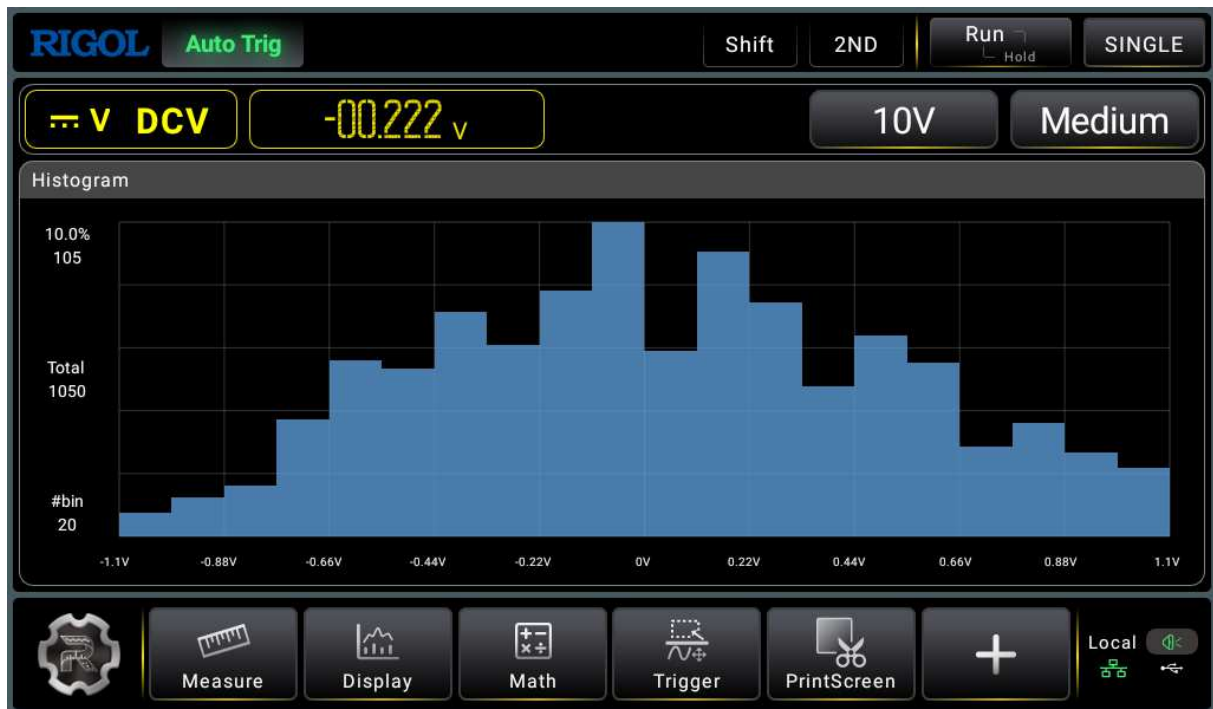 RIGOL Auto Trig Shift 2ND Run Hold SINGLE
V DCV -00.222 V 10V Medium
Histogram
10.0%
105
Total
1050
#bin
20
-1.1V -0.88V -0.66V -0.44V -0.22V 0V 0.22V 0.44V 0.66V 0.88V 1.1V
Measure Display Math Trigger PrintScreen Local